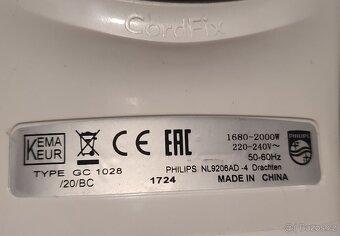 CordFix
KEMA
KEUR
CE
EAC
1680-2000W
220-240V~
50-60Hz
PHILIPS
TYPE GC 1028
/20/BC
PHILIPS NL9206AD -4 Drachten
1724 MADE IN CHINA